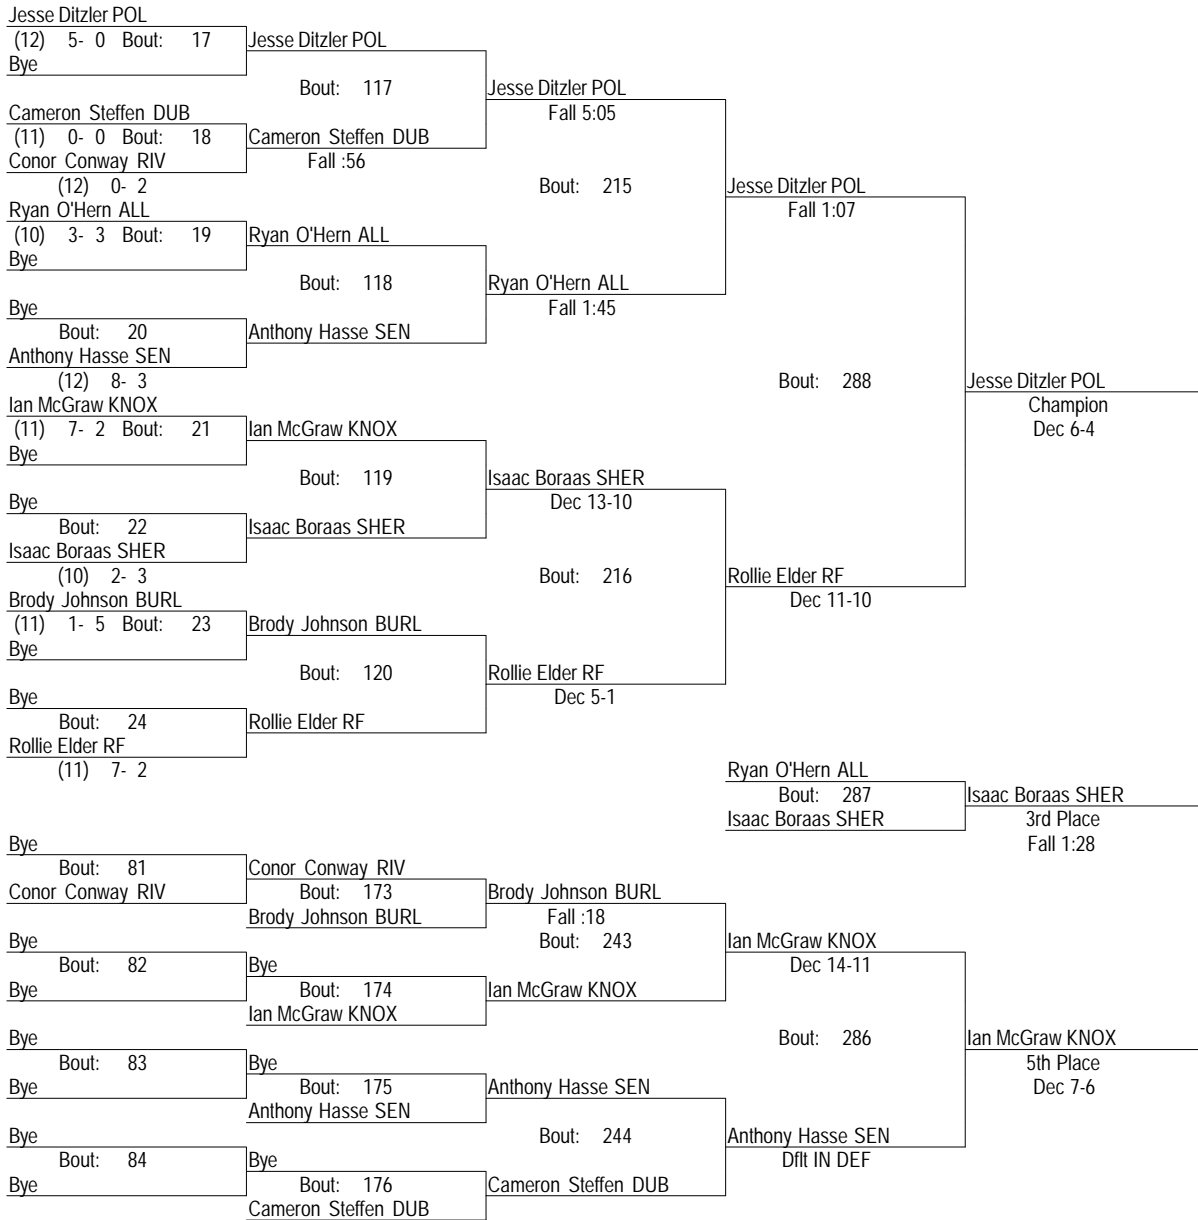 Jesse Ditzler POL
(12) 5- 0 Bout: 17
Bye
Jesse Ditzler POL
Bout: 117
Jesse Ditzler POL
Fall 5:05
Cameron Steffen DUB
(11) 0- 0 Bout: 18
Conor Conway RIV
(12) 0- 2
Cameron Steffen DUB
Fall :56
Bout: 215
Jesse Ditzler POL
Fall 1:07
Ryan O'Hern ALL
(10) 3- 3 Bout: 19
Bye
Ryan O'Hern ALL
Bout: 118
Ryan O'Hern ALL
Fall 1:45
Bye
Bout: 20
Anthony Hasse SEN
(12) 8- 3
Anthony Hasse SEN
Bout: 288
Jesse Ditzler POL
Champion
Dec 6-4
Ian McGraw KNOX
(11) 7- 2 Bout: 21
Bye
Ian McGraw KNOX
Bout: 119
Isaac Boraas SHER
Dec 13-10
Bye
Bout: 22
Isaac Boraas SHER
(10) 2- 3
Isaac Boraas SHER
Bout: 216
Rollie Elder RF
Dec 11-10
Brody Johnson BURL
(11) 1- 5 Bout: 23
Bye
Brody Johnson BURL
Bout: 120
Rollie Elder RF
Dec 5-1
Bye
Bout: 24
Rollie Elder RF
(11) 7- 2
Rollie Elder RF
Ryan O'Hern ALL
Bout: 287
Isaac Boraas SHER
Isaac Boraas SHER
3rd Place
Fall 1:28
Bye
Bout: 81
Conor Conway RIV
Conor Conway RIV
Bout: 173
Brody Johnson BURL
Brody Johnson BURL
Fall :18
Bout: 243
Ian McGraw KNOX
Dec 14-11
Bye
Bout: 82
Bye
Bye
Bout: 174
Ian McGraw KNOX
Ian McGraw KNOX
Bout: 286
Ian McGraw KNOX
5th Place
Dec 7-6
Bye
Bout: 83
Bye
Bye
Bout: 175
Anthony Hasse SEN
Anthony Hasse SEN
Bout: 244
Anthony Hasse SEN
Dflt IN DEF
Bye
Bout: 84
Bye
Bye
Bout: 176
Cameron Steffen DUB
Cameron Steffen DUB